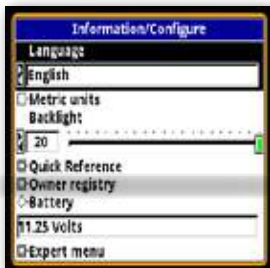 Information/Configure
Language
English
Metric units
Backlight
20
Quick Reference
Owner registry
Battery
11.25 Volts
Expert menu